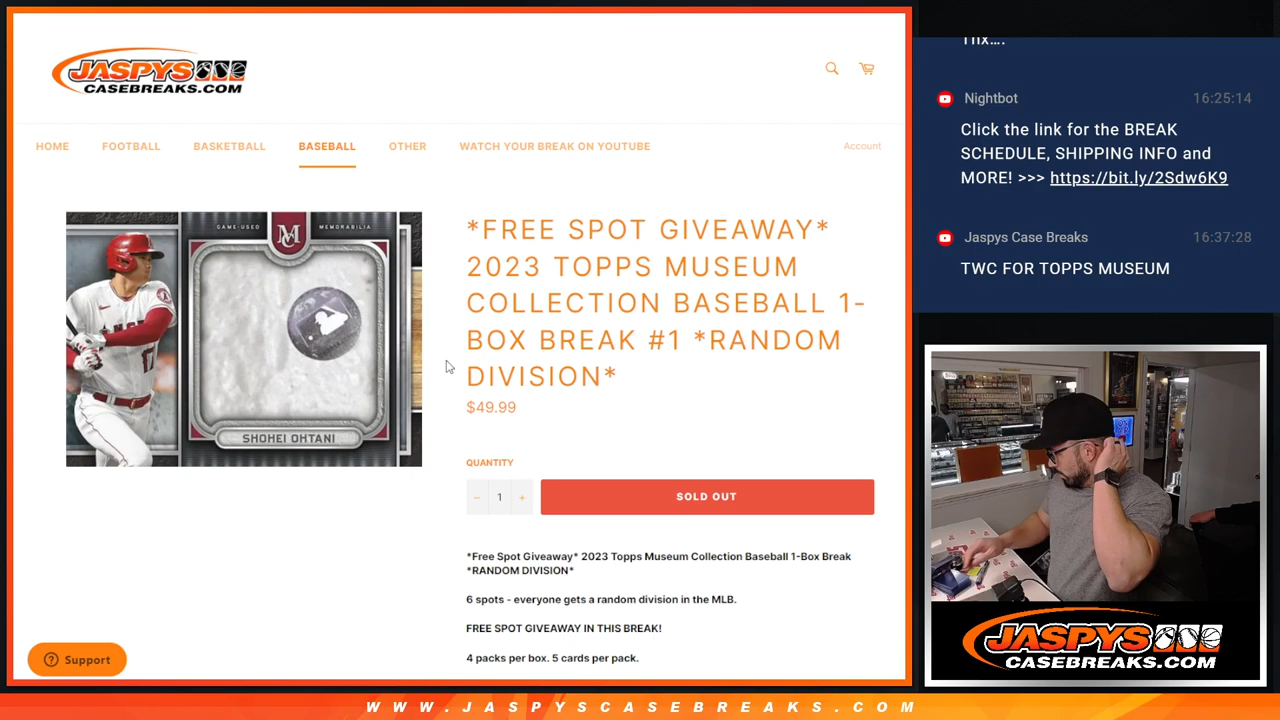 JASPYS
CASEBREAKS.COM
HOME FOOTBALL BASKETBALL BASEBALL OTHER WATCH YOUR BREAK ON YOUTUBE Account
GAME-USED M MEMORABILIA
SHOHEI OHTANI
*FREE SPOT GIVEAWAY*
2023 TOPPS MUSEUM
COLLECTION BASEBALL 1-
BOX BREAK #1 *RANDOM
DIVISION*
$49.99
QUANTITY
− 1 + SOLD OUT
*Free Spot Giveaway* 2023 Topps Museum Collection Baseball 1-Box Break
*RANDOM DIVISION*
6 spots - everyone gets a random division in the MLB.
FREE SPOT GIVEAWAY IN THIS BREAK!
4 packs per box. 5 cards per pack.
Support
Nightbot 16:25:14
Click the link for the BREAK
SCHEDULE, SHIPPING INFO and
MORE! >>> https://bit.ly/2Sdw6K9
Jaspys Case Breaks 16:37:28
TWC FOR TOPPS MUSEUM
JASPYS
CASEBREAKS.COM
WWW.JASPYSCASEBREAKS.COM